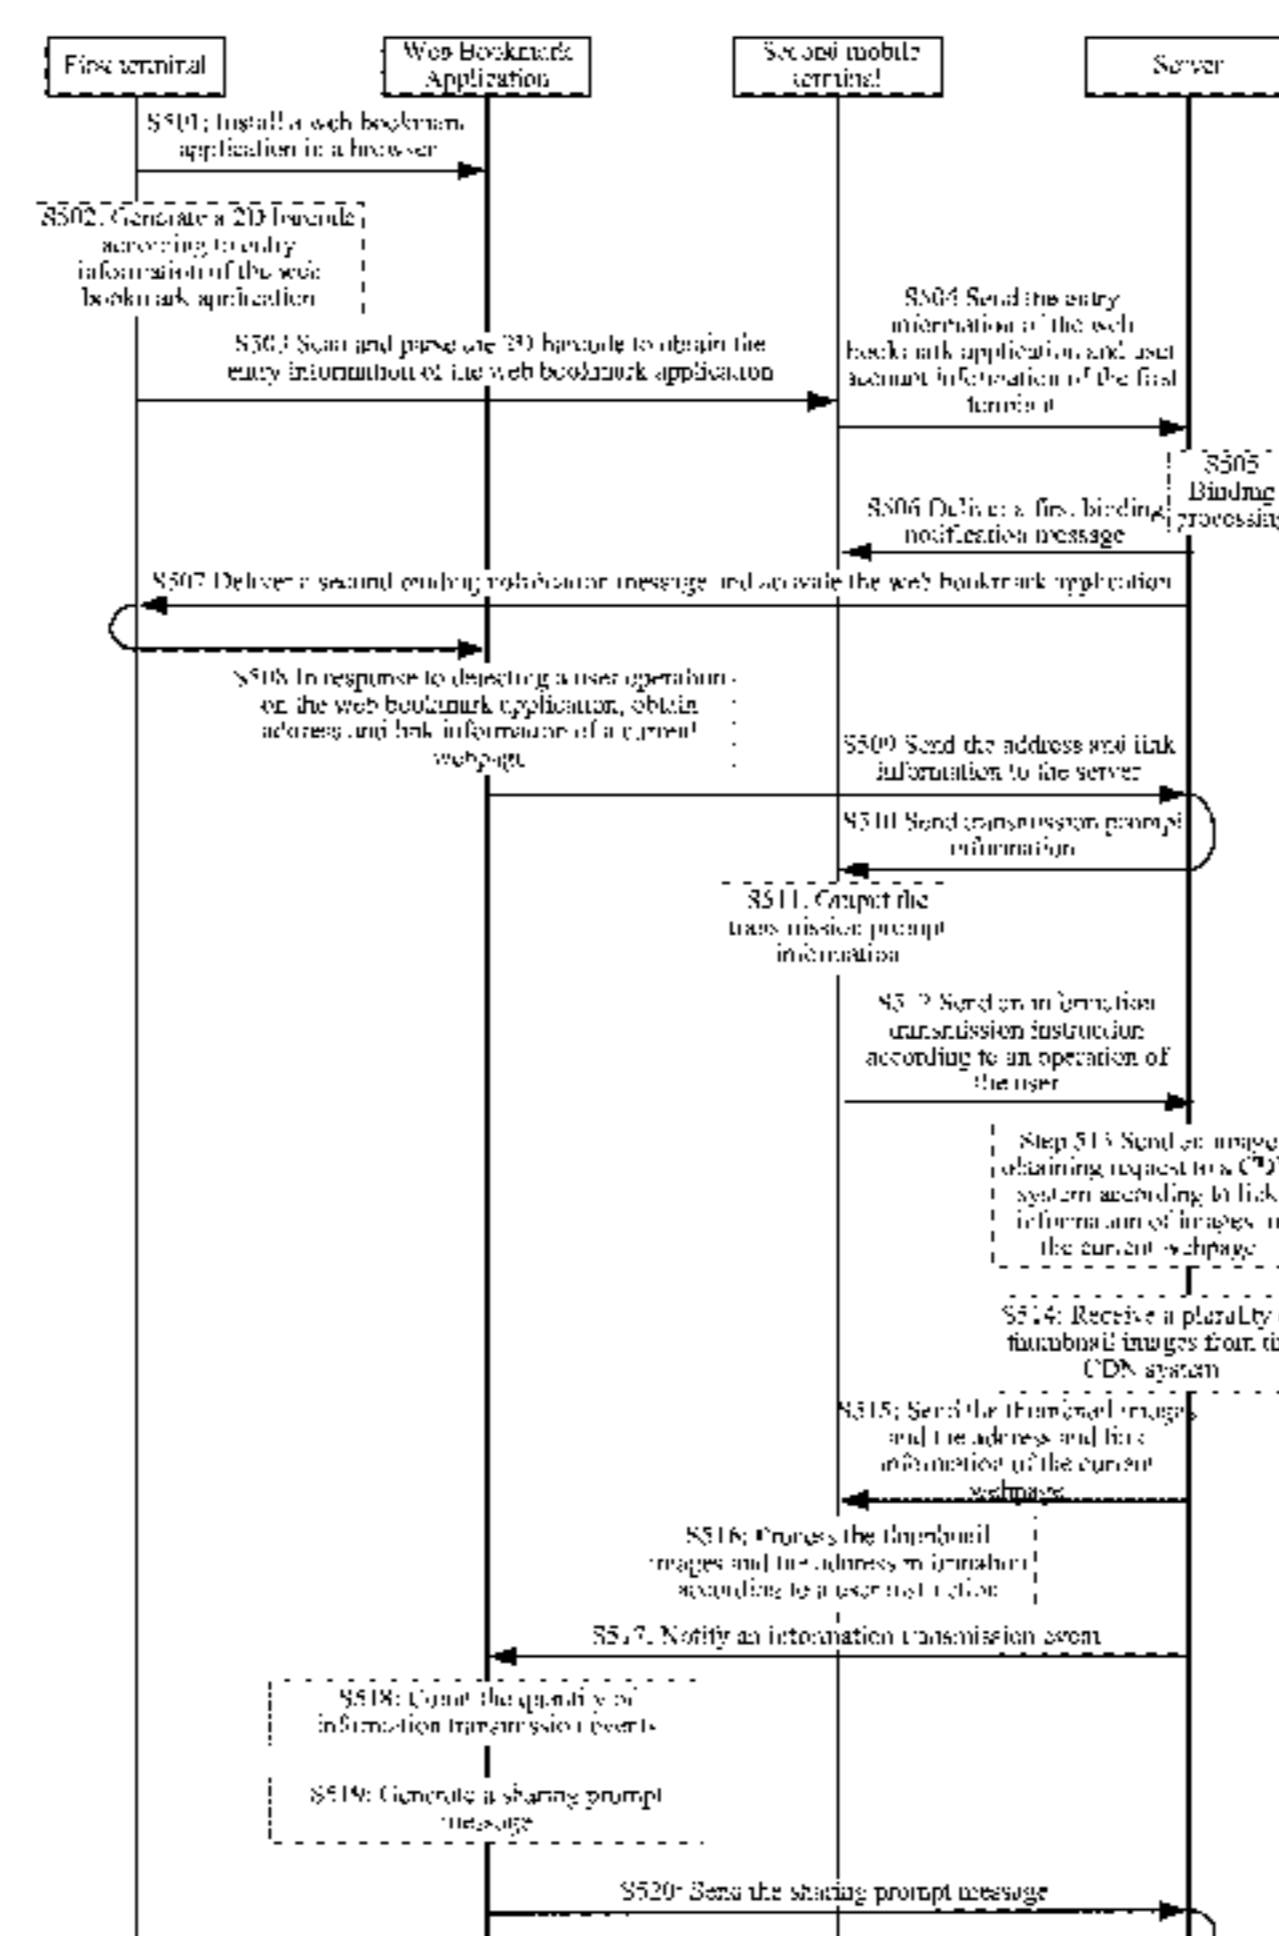 First terminal
Web Bookmark
Application
Second mobile
terminal
Server
S501: Install a web bookmark
application in a browser
S502: Generate a 2D barcode
according to entry
information of the web
bookmark application
S503 Scan and parse the 2D barcode to obtain the
entry information of the web bookmark application
S504 Send the entry
information of the web
bookmark application and user
account information of the first
terminal
S505
Binding
processing
S506 Deliver a first binding
notification message
S507 Deliver a second binding notification message and activate the web bookmark application
S508 In response to detecting a user operation
on the web bookmark application, obtain
address and link information of a current
webpage
S509 Send the address and link
information to the server
S510 Send transmission prompt
information
S511: Output the
transmission prompt
information
S512 Send an information
transmission instruction
according to an operation of
the user
Step 513 Send an image
obtaining request to a CDN
system according to link
information of images in
the current webpage
S514: Receive a plurality
thumbnail images from the
CDN system
S515: Send the thumbnail images
and the address and link
information of the current
webpage
S516: Process the thumbnail
images and the address information
according to a user instruction
S517: Notify an information transmission event
S518: Count the quantity of
information transmission events
S519: Generate a sharing prompt
message
S520: Send the sharing prompt message